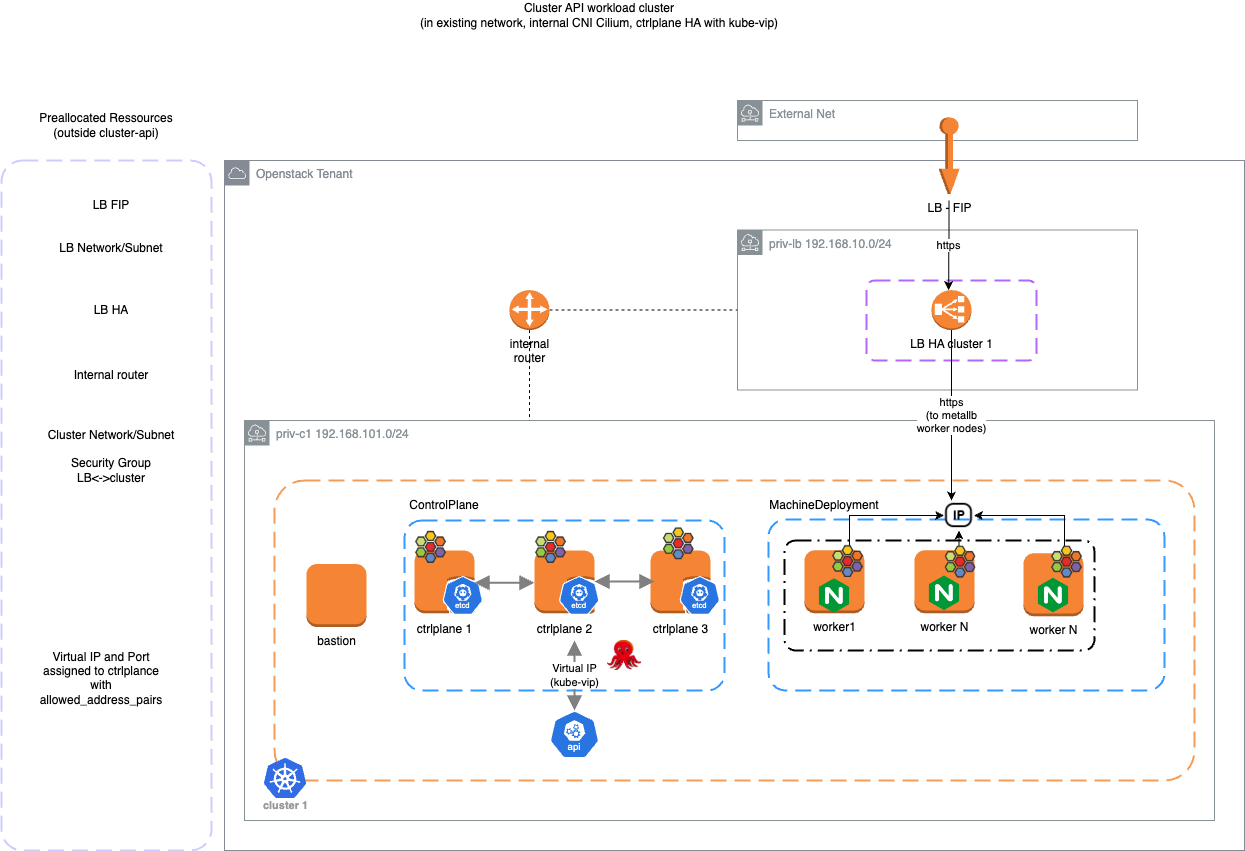 Cluster API workload cluster
(in existing network, internal CNI Cilium, ctrlplane HA with kube-vip)
Preallocated Ressources
(outside cluster-api)
LB FIP
LB Network/Subnet
LB HA
Internal router
Cluster Network/Subnet
Security Group
LB<->cluster
Virtual IP and Port
assigned to ctrlplance
with
allowed_address_pairs
External Net
Openstack Tenant
LB - FIP
priv-lb 192.168.10.0/24
https
internal
router
LB HA cluster 1
https
(to metallb
worker nodes)
priv-c1 192.168.101.0/24
ControlPlane
MachineDeployment
IP
etcd
etcd
etcd
N
N
N
bastion
ctrlplane 1
ctrlplane 2
ctrlplane 3
worker1
worker N
worker N
Virtual IP
(kube-vip)
api
cluster 1